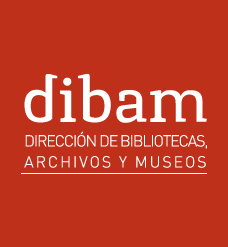 dibam
DIRECCIÓN DE BIBLIOTECAS,
ARCHIVOS Y MUSEOS